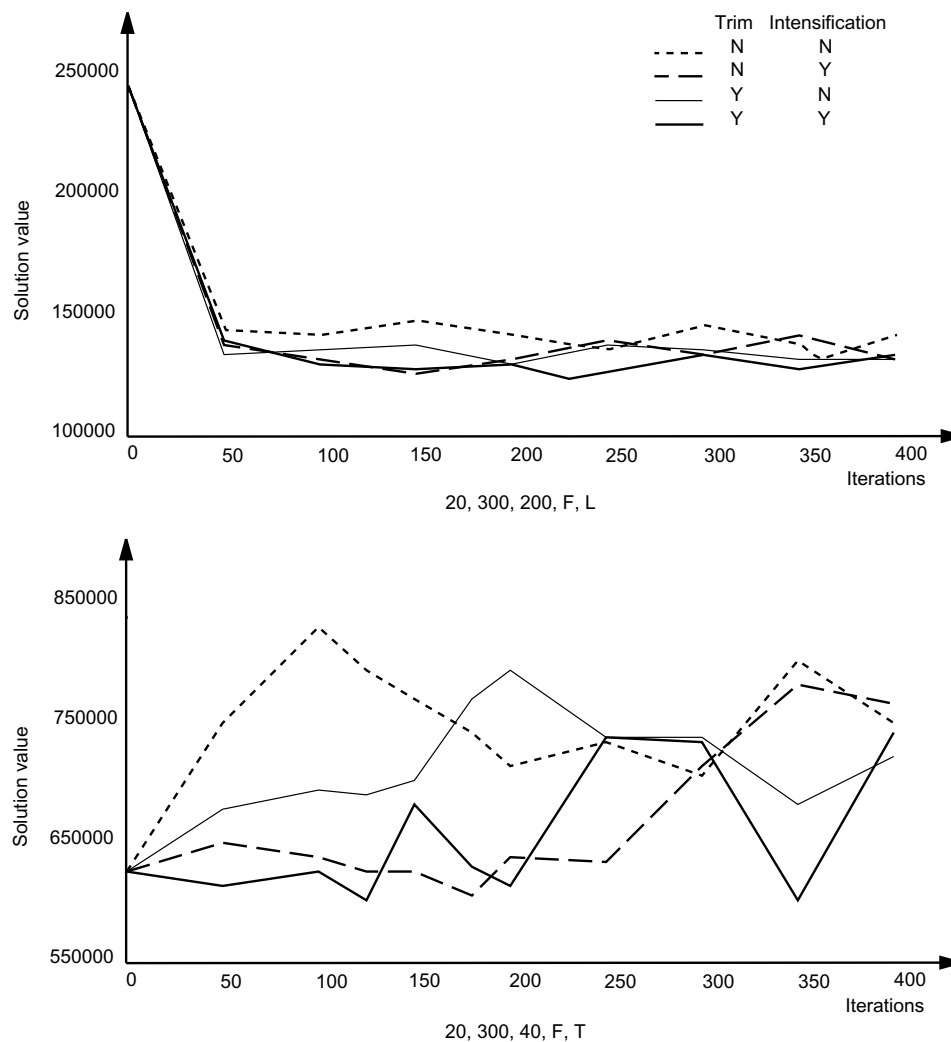 Trim Intensification
N N
N Y
Y N
Y Y
250000
200000
150000
100000
Solution value
0 50 100 150 200 250 300 350 400
Iterations
20, 300, 200, F, L
850000
750000
650000
550000
Solution value
0 50 100 150 200 250 300 350 400
Iterations
20, 300, 40, F, T